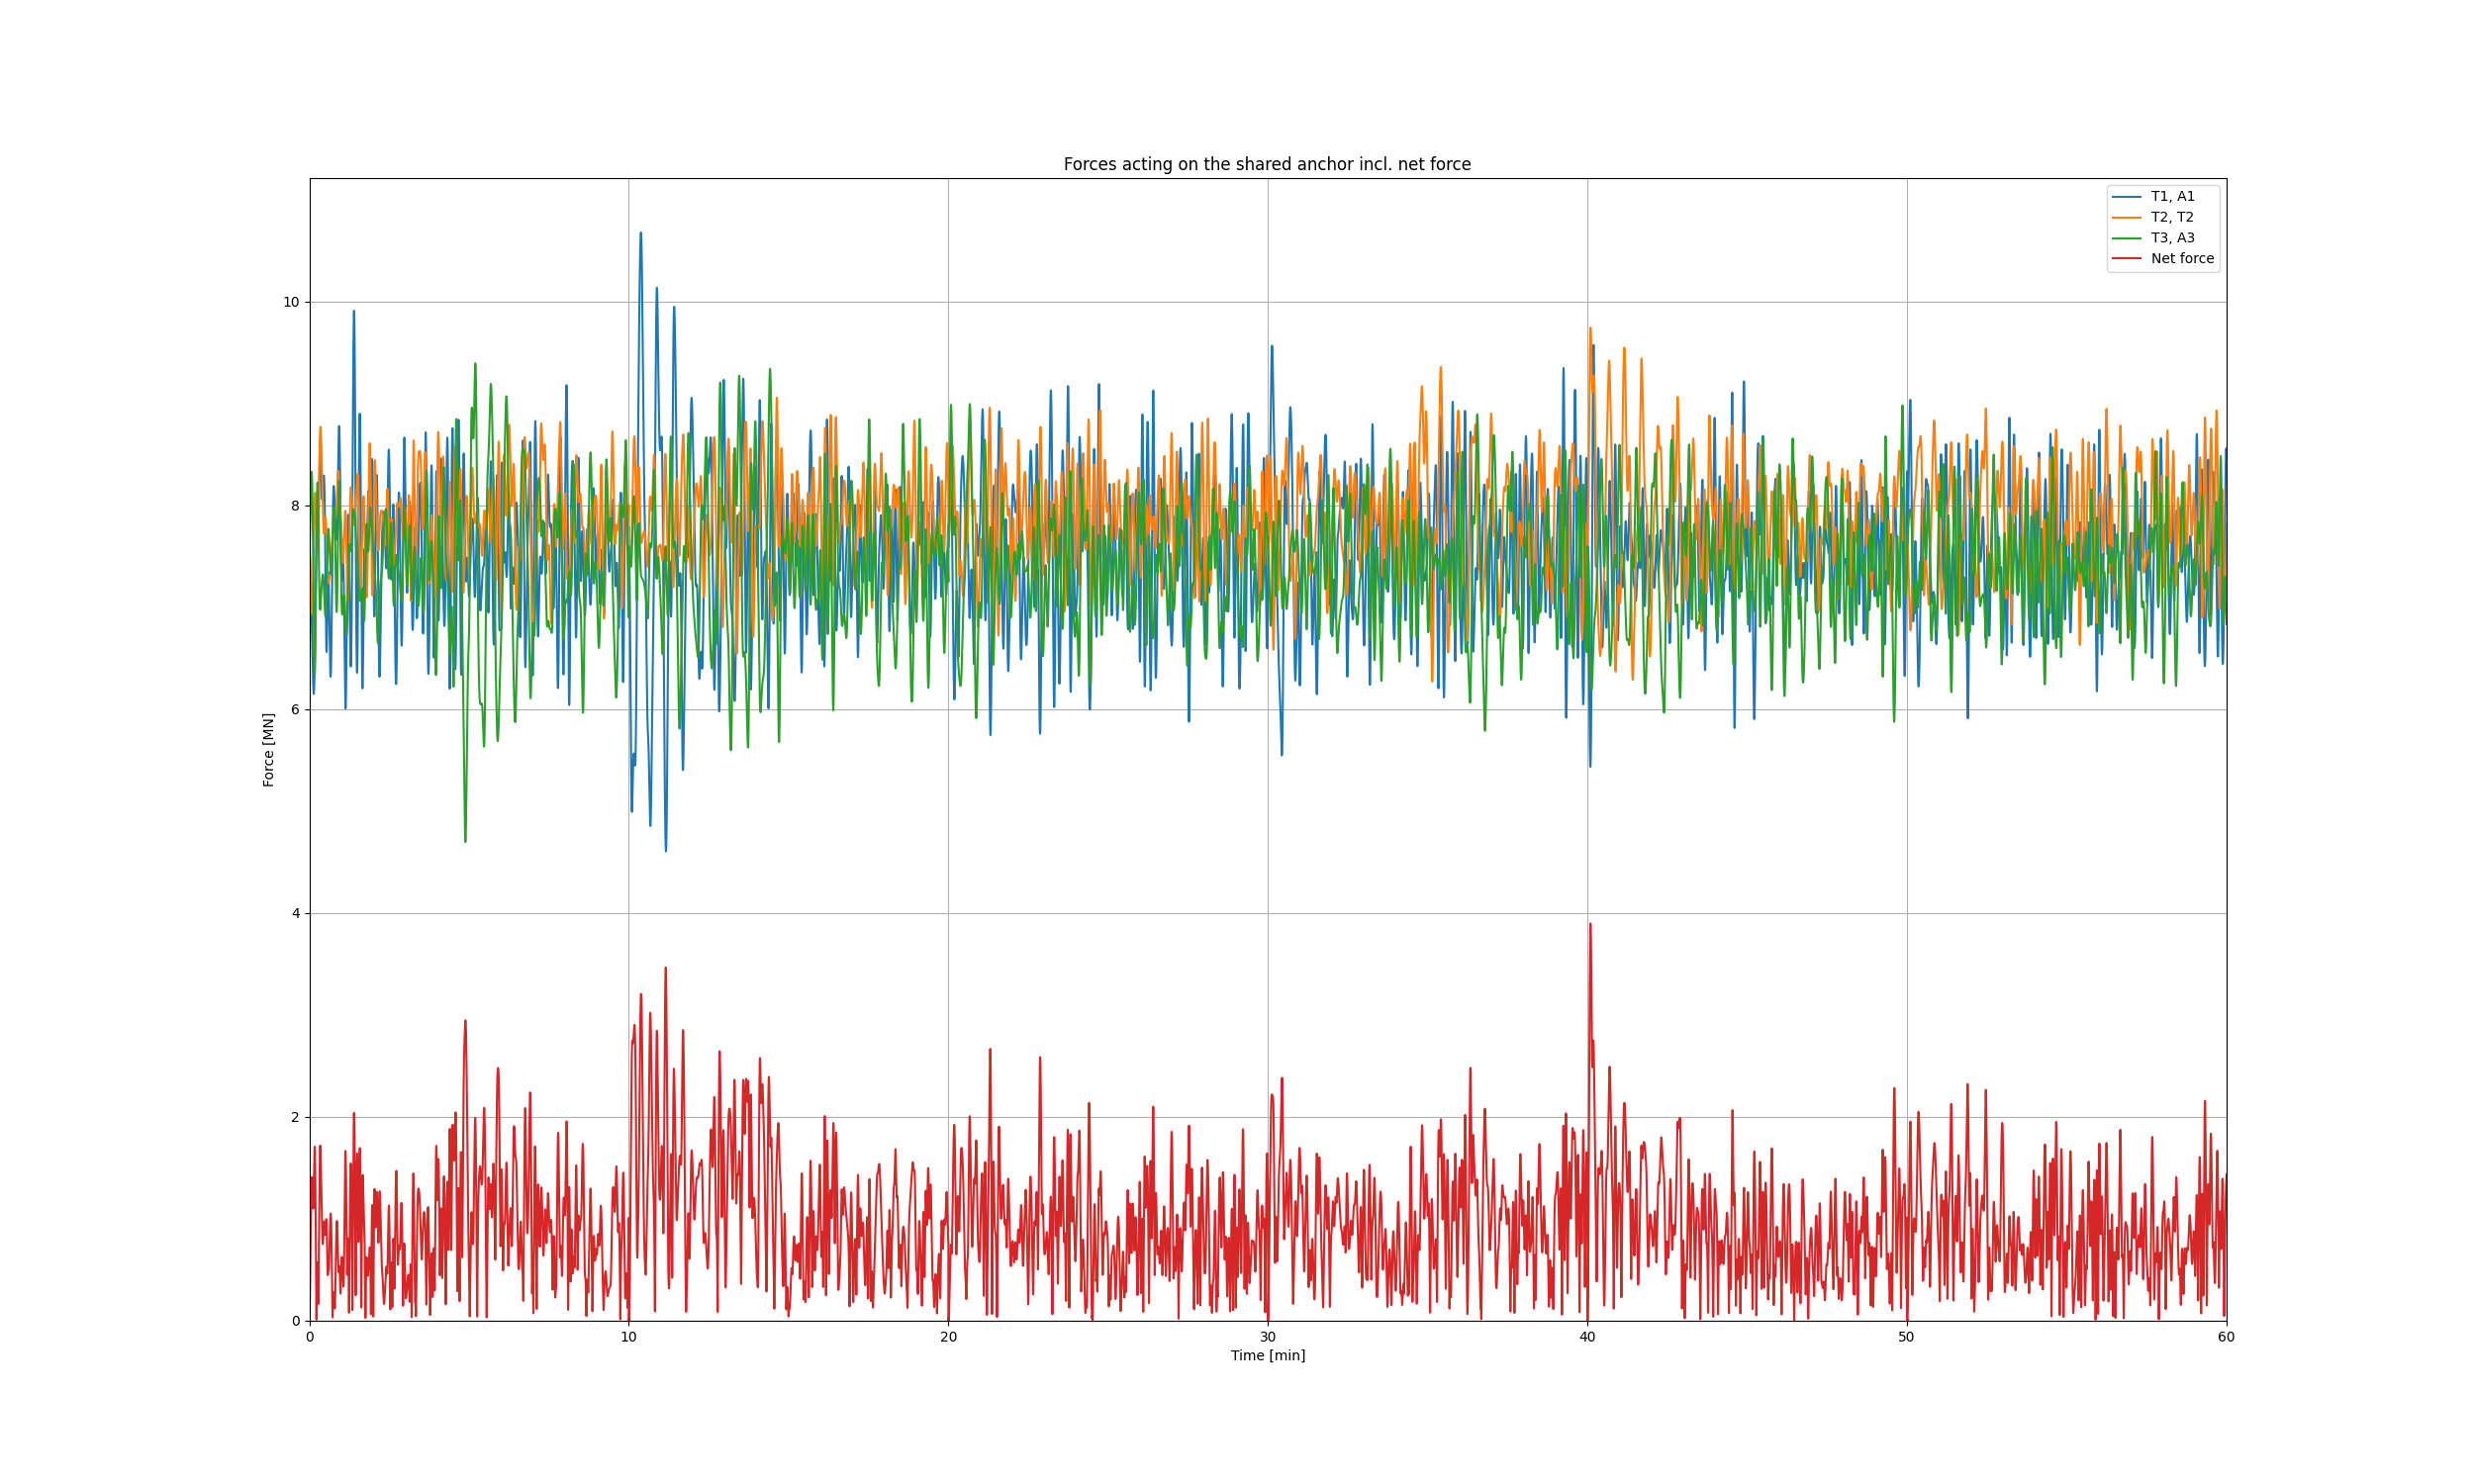 Forces acting on the shared anchor incl. net force
T1, A1
T2, T2
T3, A3
Net force
Force [MN]
10
8
6
4
2
0
0 10 20 30 40 50 60
Time [min]